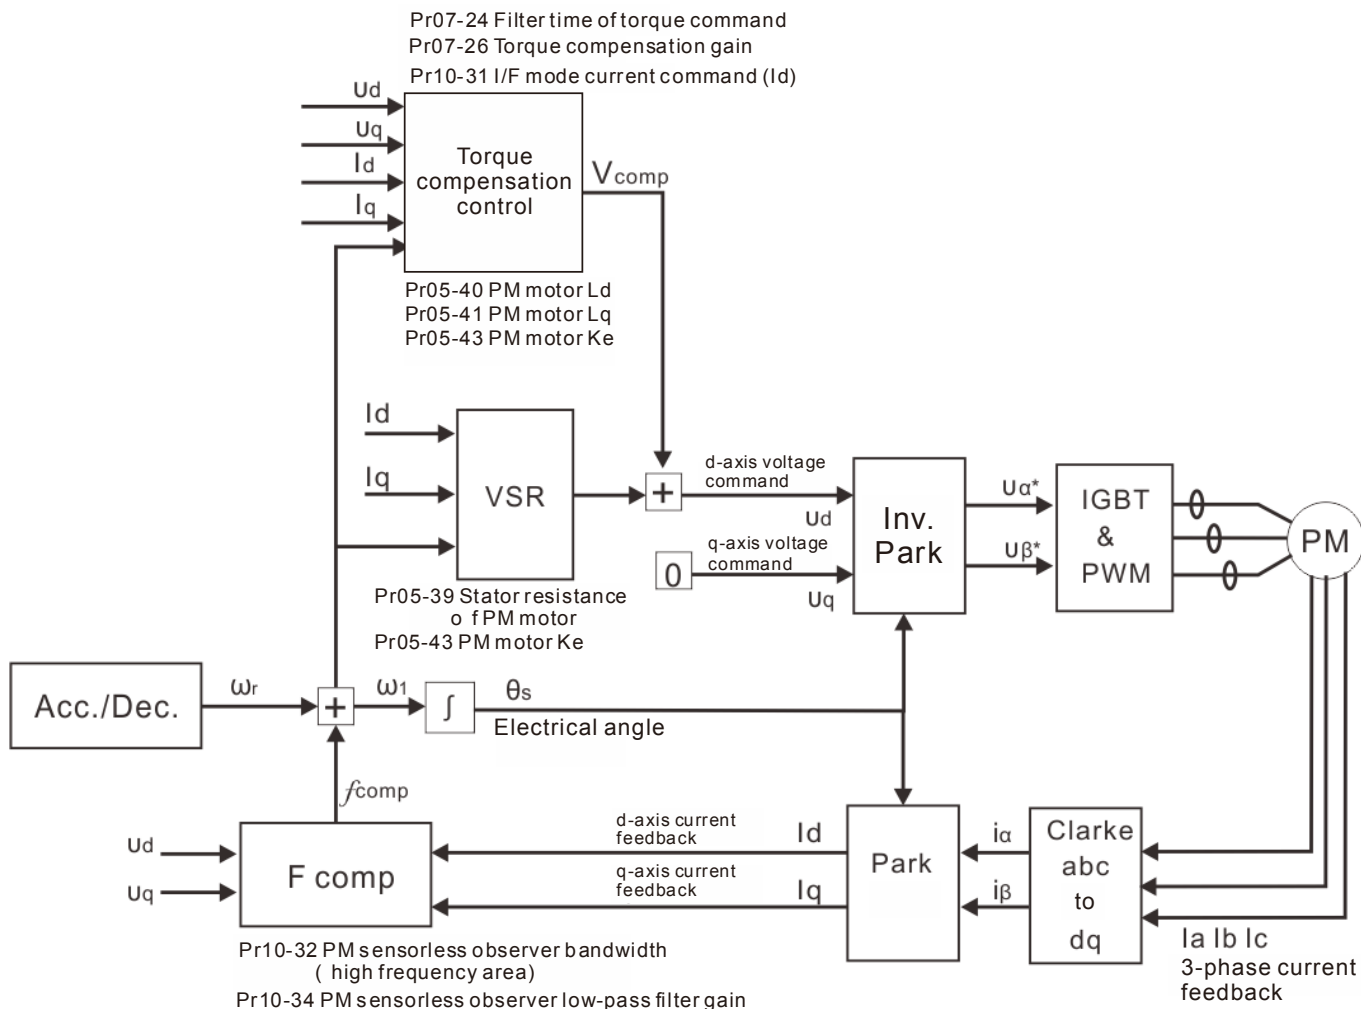 Pr07-24 Filter time of torque command
Pr07-26 Torque compensation gain
Pr10-31 I/F mode current command (Id)
ud
uq
Id
Iq
Torque
compensation
control
Vcomp
Pr05-40 PM motor Ld
Pr05-41 PM motor Lq
Pr05-43 PM motor Ke
Id
Iq
VSR
+
d-axis voltage
command
ud
q-axis voltage
command
0
uq
Inv.
Park
uα*
uβ*
IGBT
&
PWM
PM
Pr05-39 Stator resistance
o f PM motor
Pr05-43 PM motor Ke
Acc./Dec.
ωr
+
ω1
∫
θs
Electrical angle
fcomp
ud
uq
F comp
d-axis current
feedback
Id
q-axis current
feedback
Iq
Park
iα
iβ
Clarke
abc
to
dq
Ia Ib Ic
3-phase current
feedback
Pr10-32 PM sensorless observer bandwidth
( high frequency area)
Pr10-34 PM sensorless observer low-pass filter gain